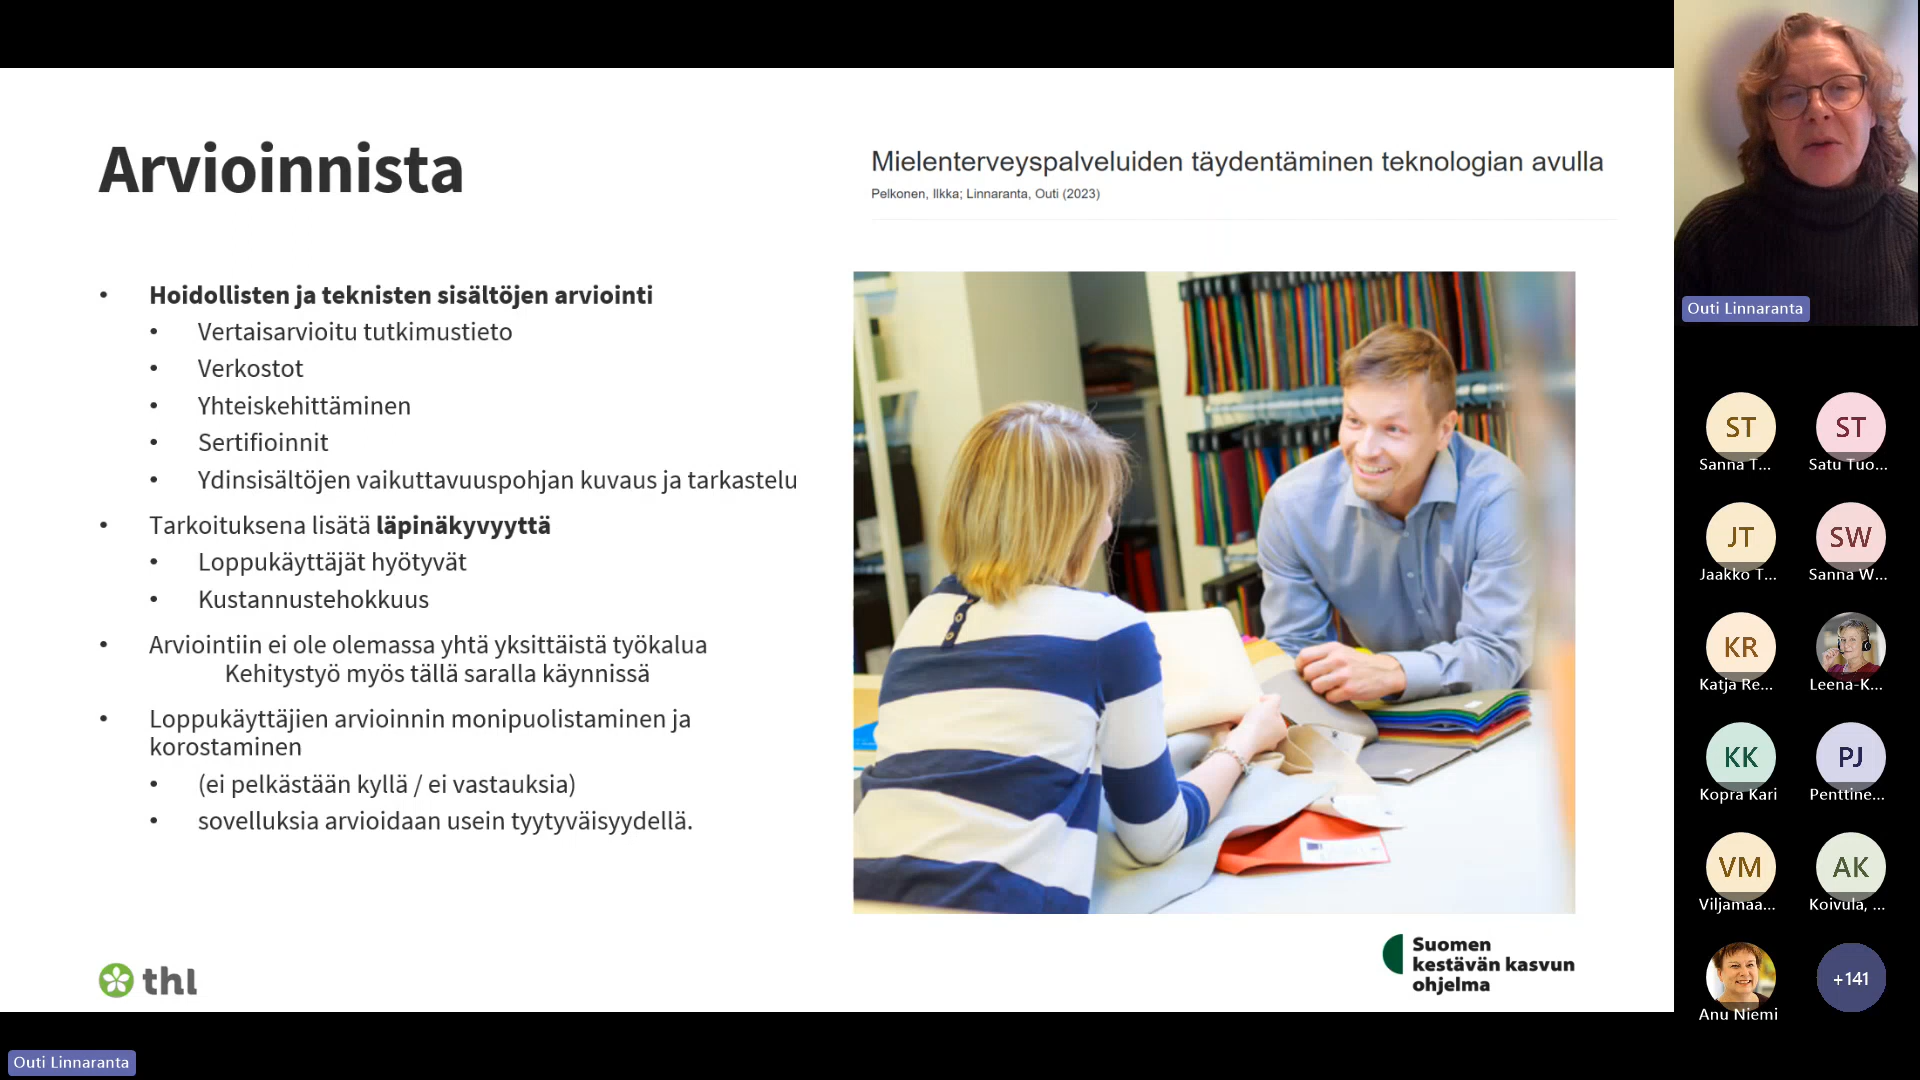 Arvioinnista
Mielenterveyspalveluiden täydentäminen teknologian avulla
Pelkonen, Ilkka; Linnaranta, Outi (2023)
• Hoidollisten ja teknisten sisältöjen arviointi
• Vertaisarvioitu tutkimustieto
• Verkostot
• Yhteiskehittäminen
• Sertifioinnit
• Ydinsisältöjen vaikuttavuuspohjan kuvaus ja tarkastelu
• Tarkoituksena lisätä läpinäkyvyyttä
• Loppukäyttäjät hyötyvät
• Kustannustehokkuus
• Arviointiin ei ole olemassa yhtä yksittäistä työkalua
Kehitystyö myös tällä saralla käynnissä
• Loppukäyttäjien arvioinnin monipuolistaminen ja
korostaminen
• (ei pelkästään kyllä / ei vastauksia)
• sovelluksia arvioidaan usein tyytyväisyydellä.
thl
Suomen
kestävän kasvun
ohjelma
Outi Linnaranta
Outi Linnaranta
ST
Sanna T...
ST
Satu Tuo...
JT
Jaakko T...
SW
Sanna W...
KR
Katja Re...
Leena-K...
KK
Kopra Kari
PJ
Penttine...
VM
Viljamaa...
AK
Koivula, ...
Anu Niemi
+141